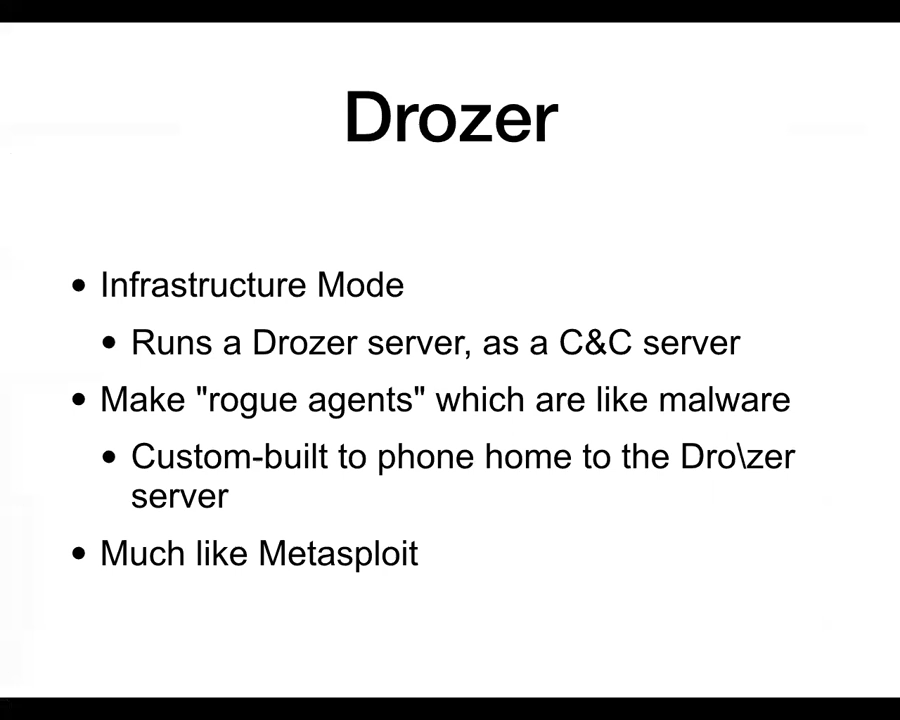 Drozer
• Infrastructure Mode
• Runs a Drozer server, as a C&C server
• Make "rogue agents" which are like malware
• Custom-built to phone home to the Dro\zer
server
• Much like Metasploit